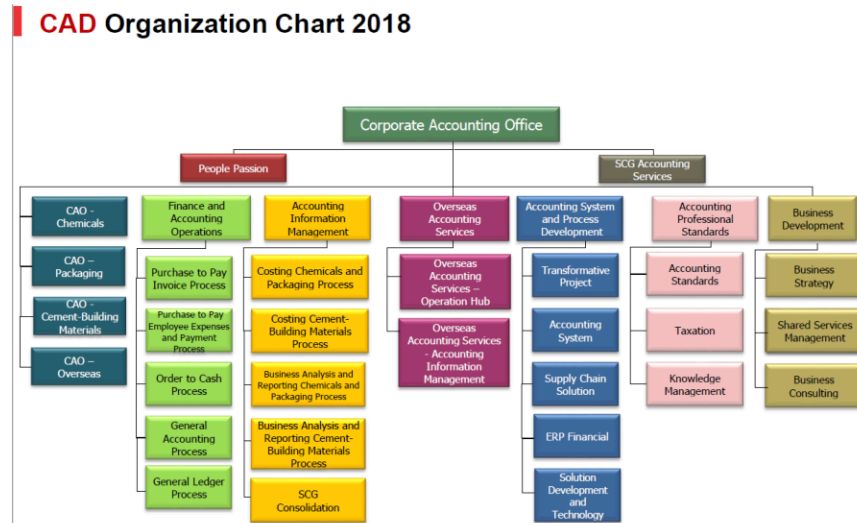 CAD Organization Chart 2018
Corporate Accounting Office
People Passion
SCG Accounting
Services
CAO -
Chemicals
CAO –
Packaging
CAO -
Cement-Building
Materials
CAO –
Overseas
Finance and
Accounting
Operations
Purchase to Pay
Invoice Process
Purchase to Pay
Employee Expenses
and Payment
Process
Order to Cash
Process
General
Accounting
Process
General Ledger
Process
Accounting
Information
Management
Costing Chemicals and
Packaging Process
Costing Cement-
Building Materials
Process
Business Analysis and
Reporting Chemicals and
Packaging Process
Business Analysis and
Reporting Cement-
Building Materials
Process
SCG
Consolidation
Overseas
Accounting
Services
Overseas
Accounting
Services –
Operation Hub
Overseas
Accounting Services
- Accounting
Information
Management
Accounting System
and Process
Development
Transformative
Project
Accounting
System
Supply Chain
Solution
ERP Financial
Solution
Development
and
Technology
Accounting
Professional
Standards
Accounting
Standards
Taxation
Knowledge
Management
Business
Development
Business
Strategy
Shared Services
Management
Business
Consulting